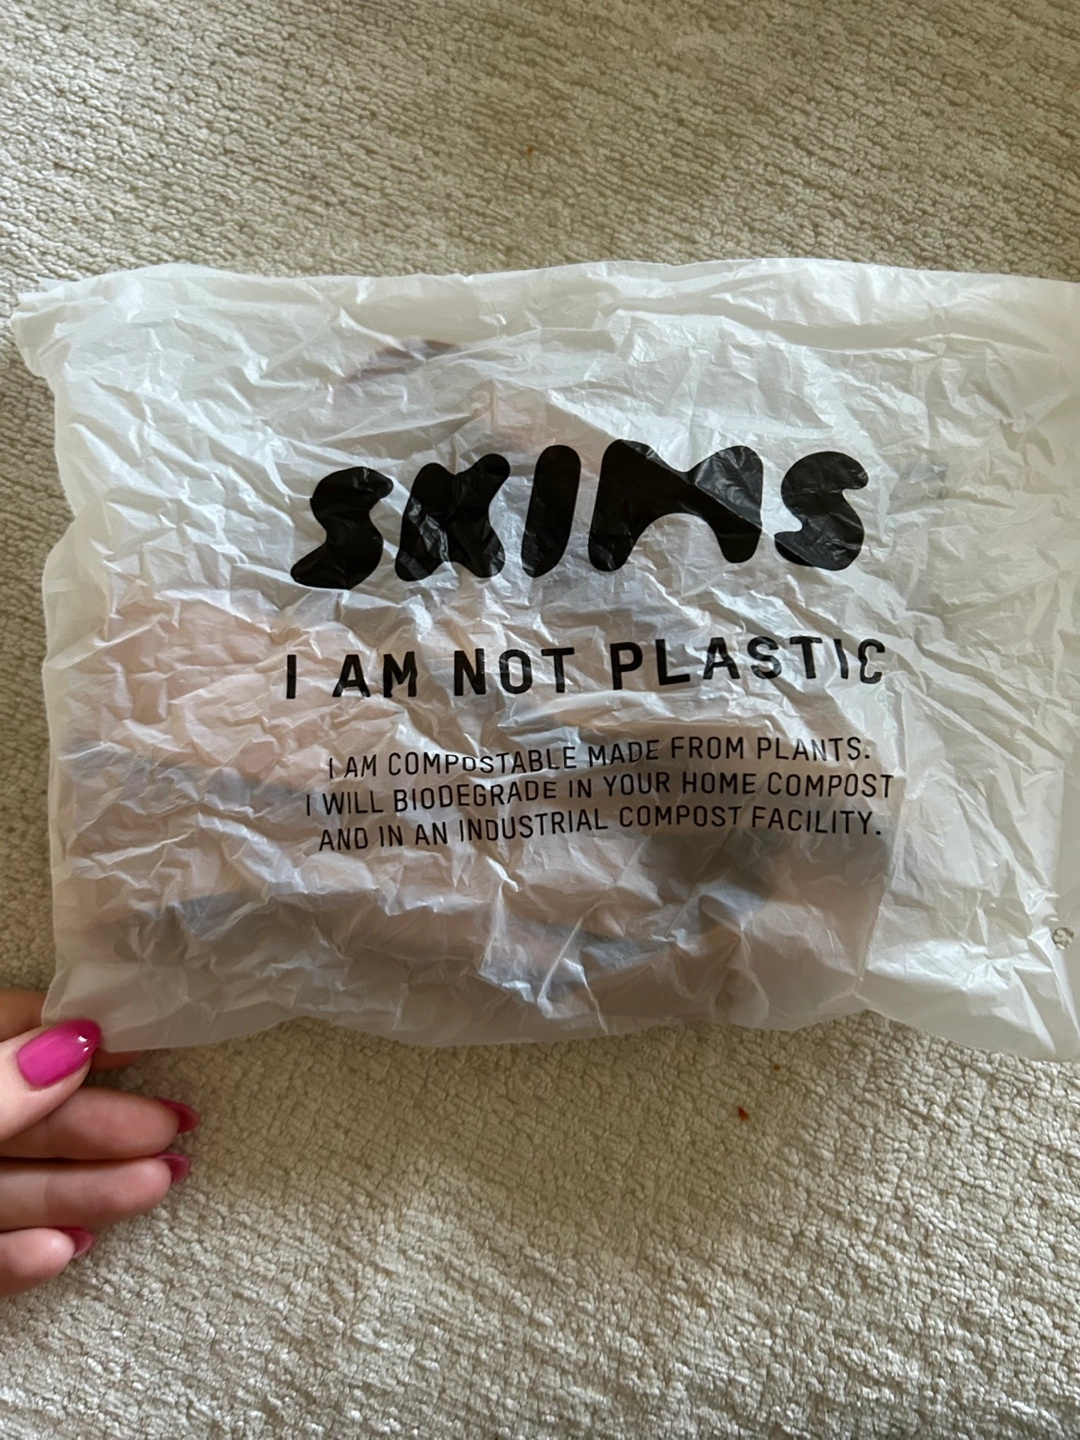 SKIMS
I AM NOT PLASTIC
I AM COMPOSTABLE MADE FROM PLANTS.
I WILL BIODEGRADE IN YOUR HOME COMPOST
AND IN AN INDUSTRIAL COMPOST FACILITY.